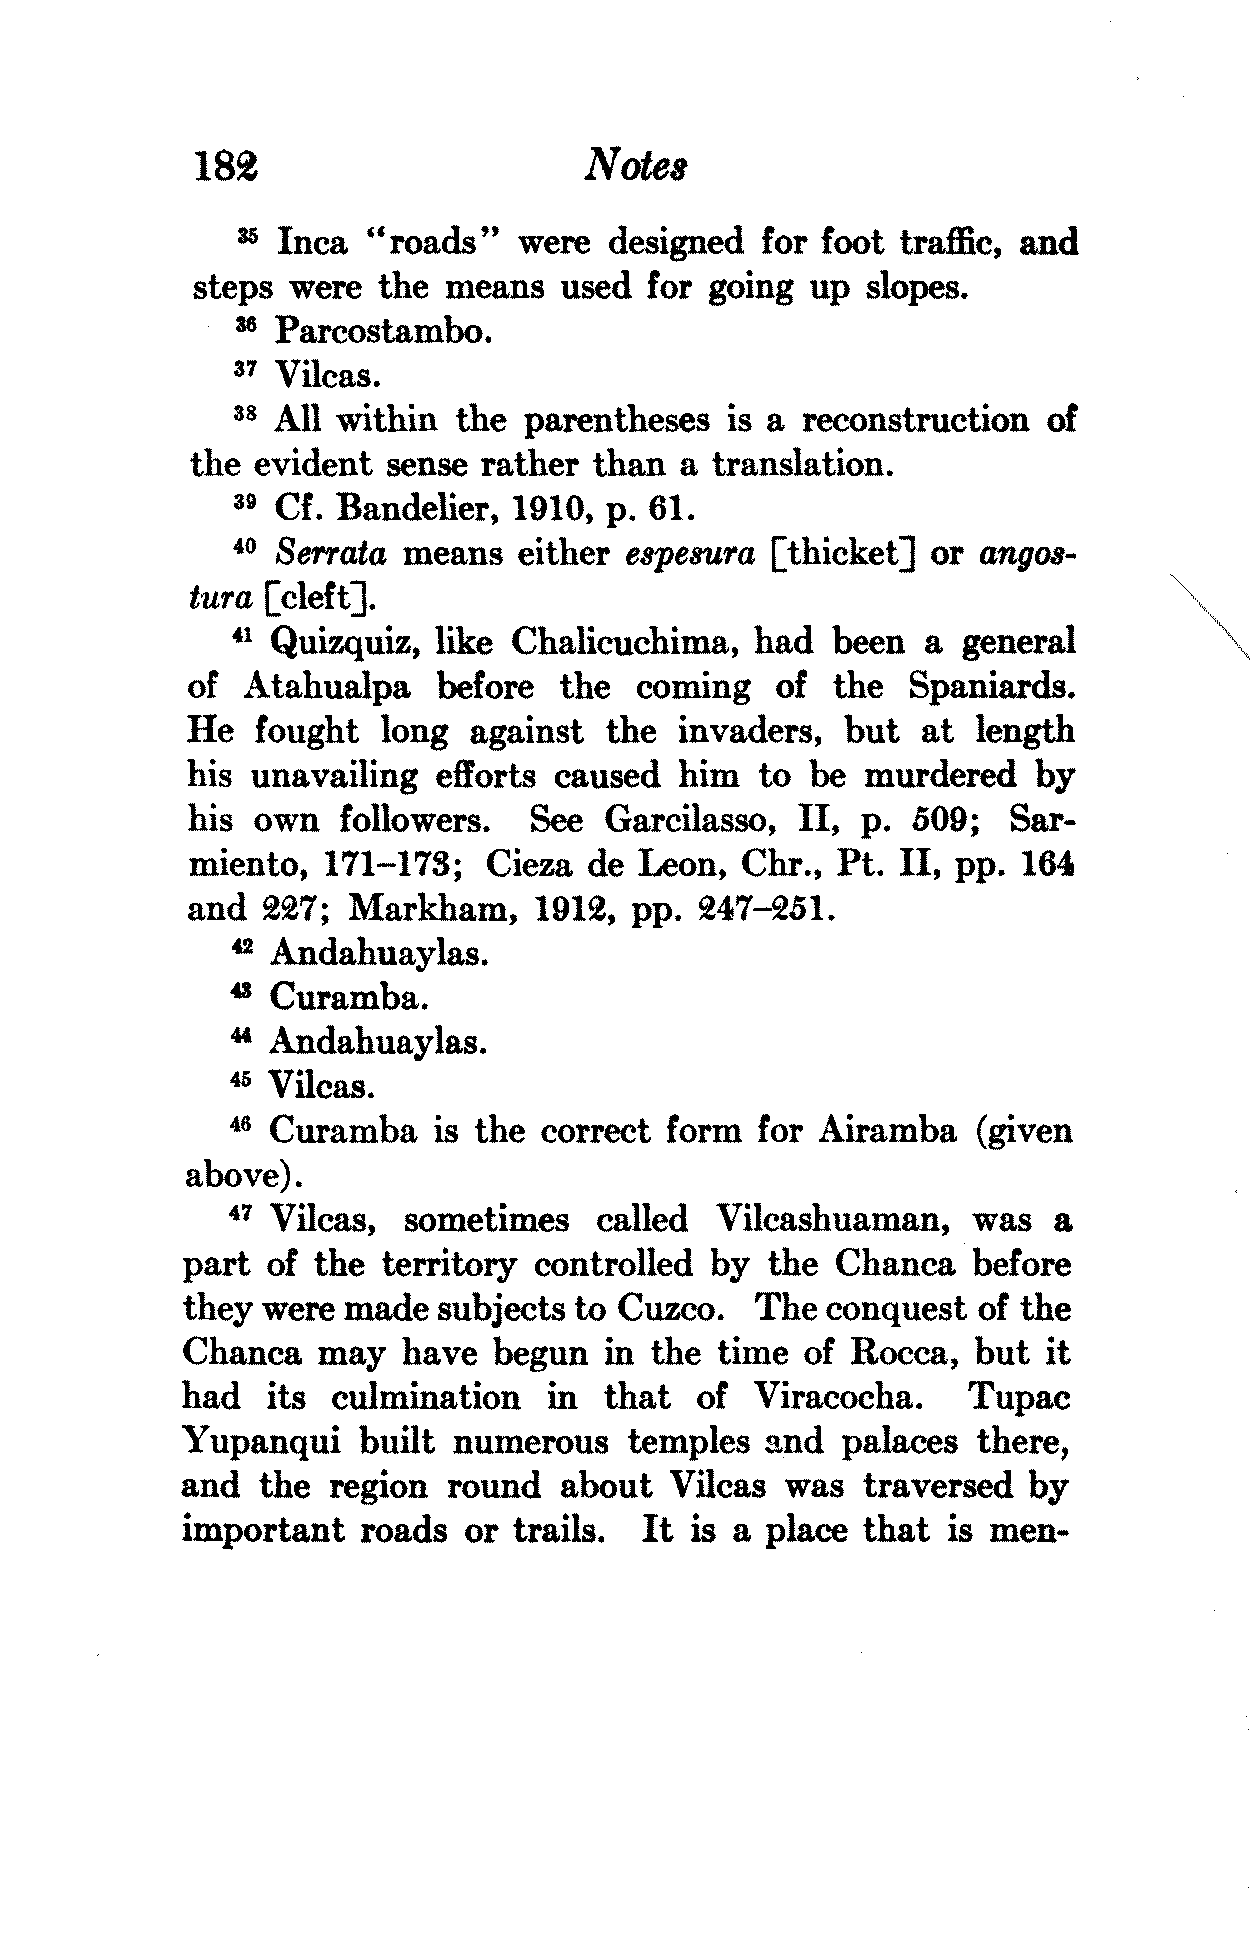 182 Notes
³⁵ Inca “roads” were designed for foot traffic, and
steps were the means used for going up slopes.
³⁶ Parcostambo.
³⁷ Vilcas.
³⁸ All within the parentheses is a reconstruction of
the evident sense rather than a translation.
³⁹ Cf. Bandelier, 1910, p. 61.
⁴⁰ Serrata means either espesura [thicket] or angos-
tura [cleft].
⁴¹ Quizquiz, like Chalicuchima, had been a general
of Atahualpa before the coming of the Spaniards.
He fought long against the invaders, but at length
his unavailing efforts caused him to be murdered by
his own followers. See Garcilasso, II, p. 509; Sar-
miento, 171–173; Cieza de Leon, Chr., Pt. II, pp. 164
and 227; Markham, 1912, pp. 247–251.
⁴² Andahuaylas.
⁴³ Curamba.
⁴⁴ Andahuaylas.
⁴⁵ Vilcas.
⁴⁶ Curamba is the correct form for Airamba (given
above).
⁴⁷ Vilcas, sometimes called Vilcashuaman, was a
part of the territory controlled by the Chanca before
they were made subjects to Cuzco. The conquest of the
Chanca may have begun in the time of Rocca, but it
had its culmination in that of Viracocha. Tupac
Yupanqui built numerous temples and palaces there,
and the region round about Vilcas was traversed by
important roads or trails. It is a place that is men-